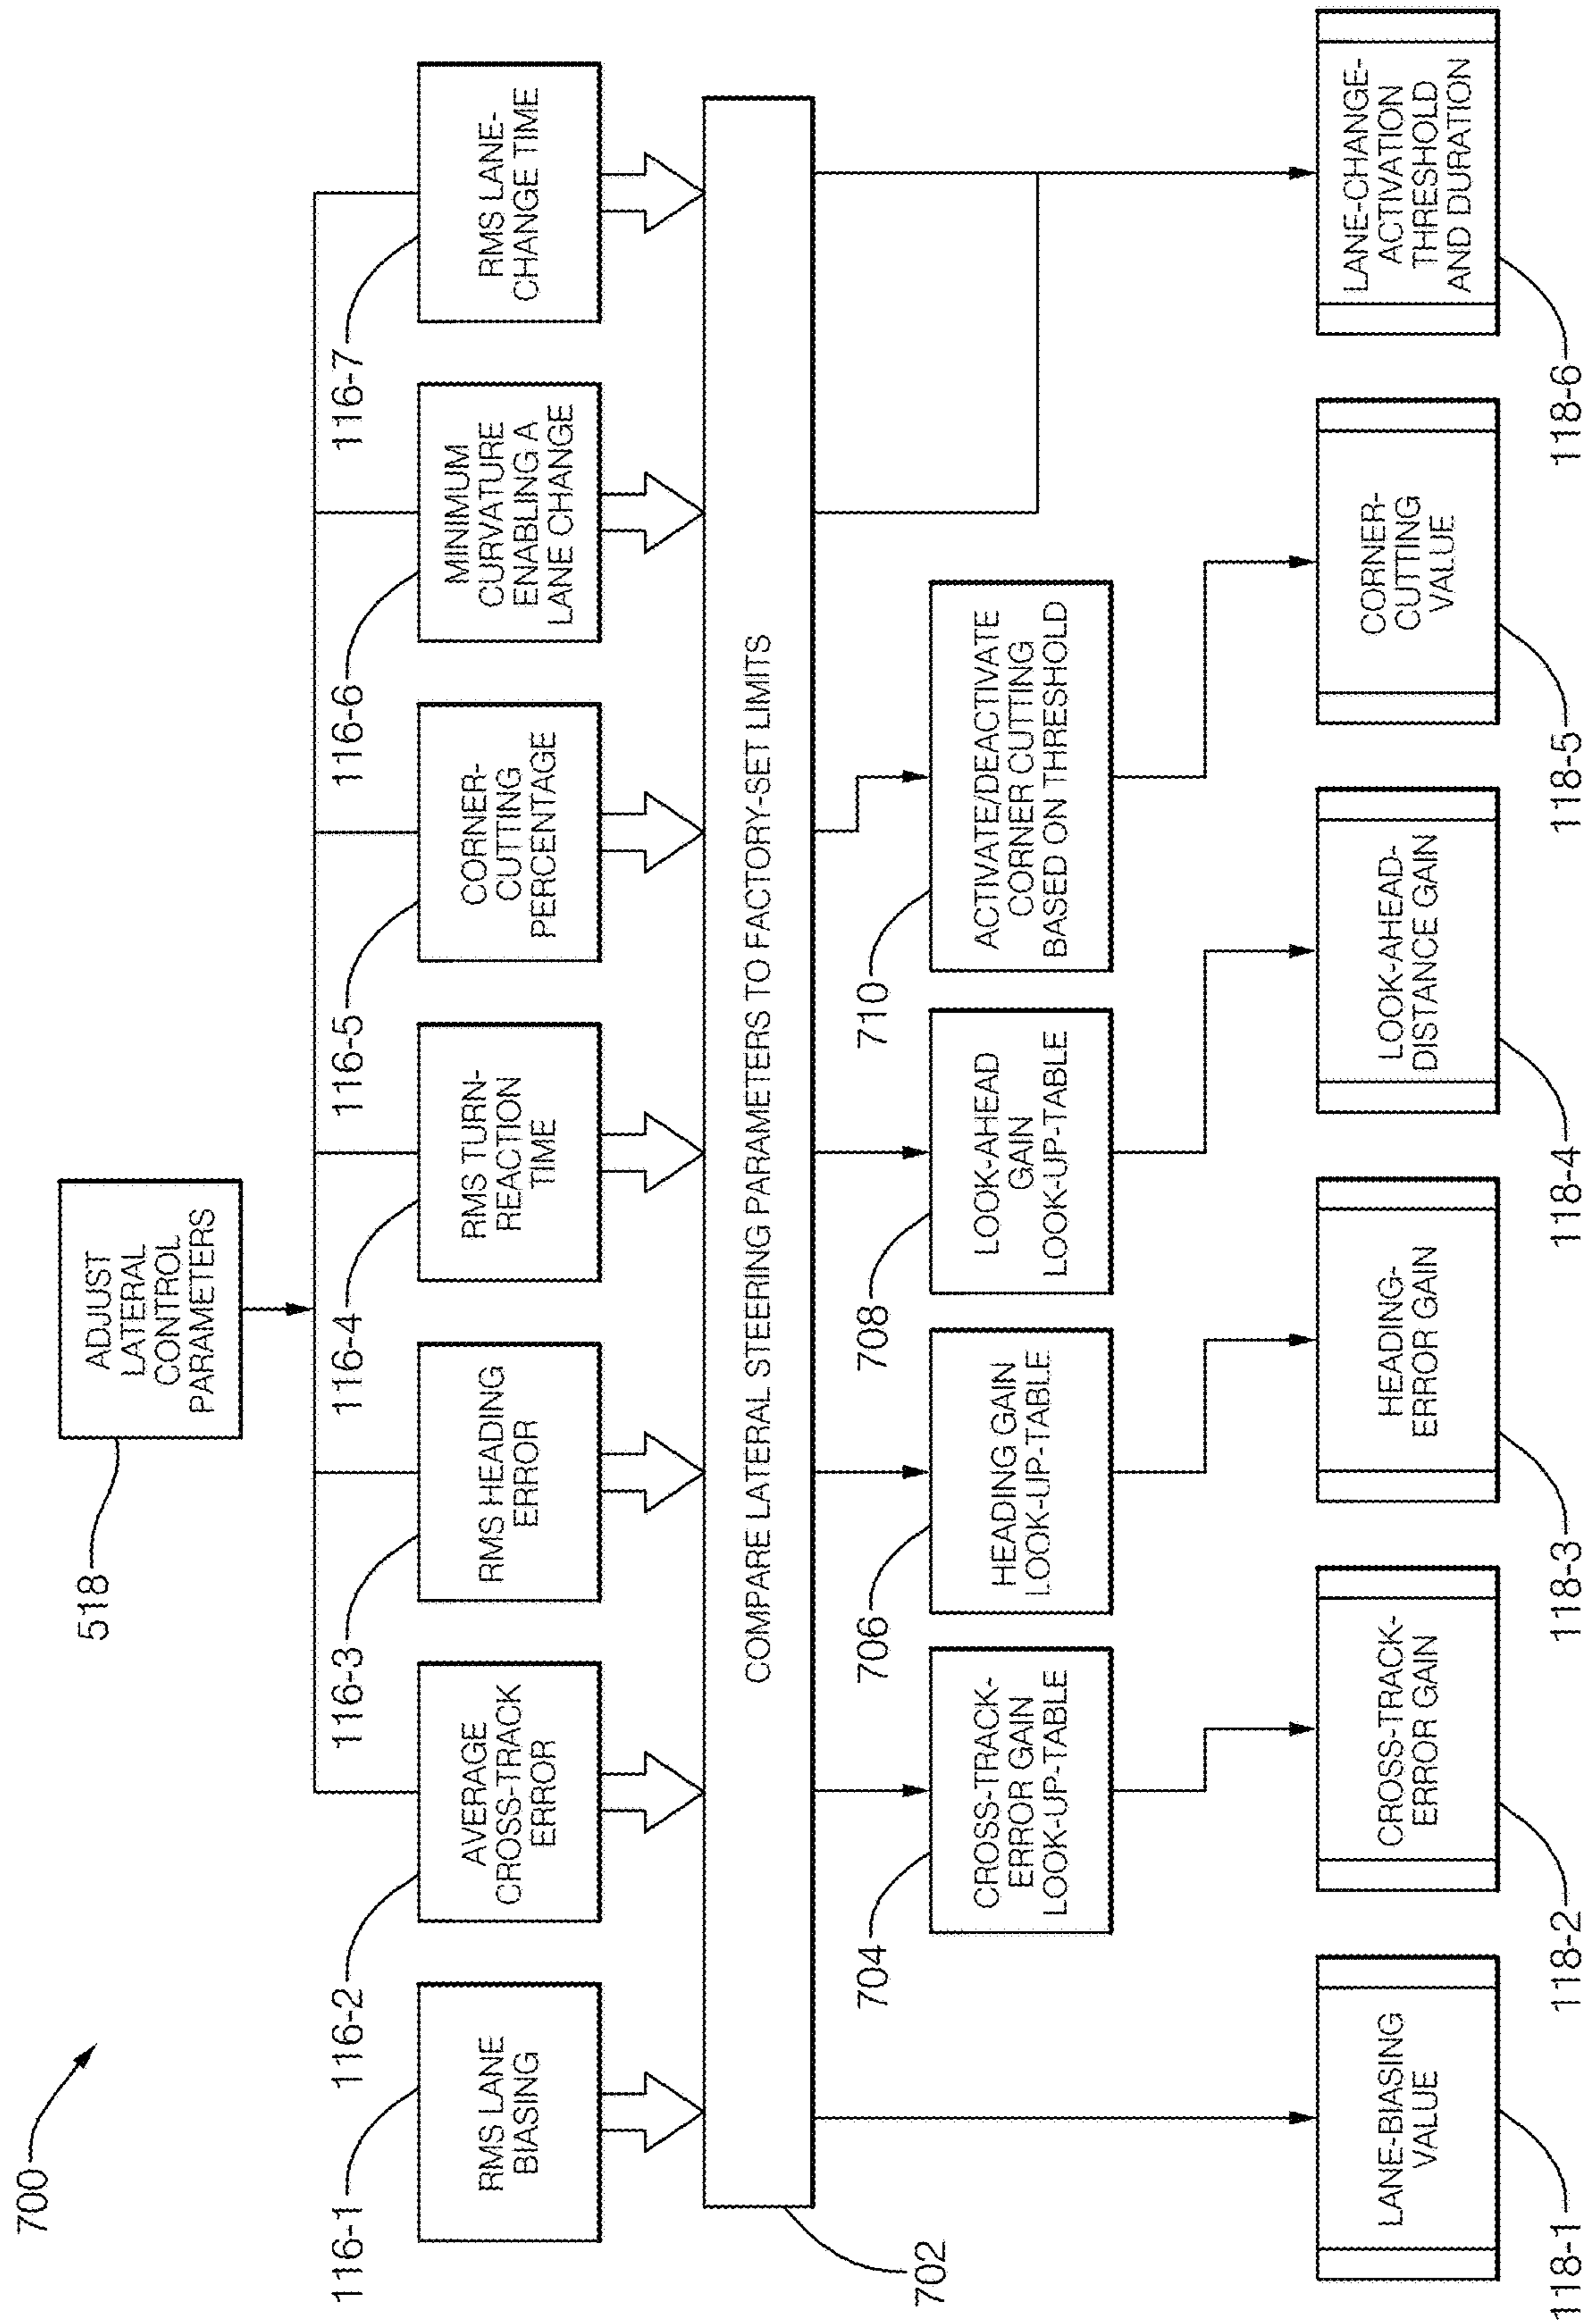 700
518
ADJUST
LATERAL
CONTROL
PARAMETERS
116-1
RMS LANE
BIASING
116-2
AVERAGE
CROSS-TRACK
ERROR
116-3
RMS HEADING
ERROR
116-4
RMS TURN-
REACTION
TIME
116-5
CORNER-
CUTTING
PERCENTAGE
116-6
MINIMUM
CURVATURE
ENABLING A
LANE CHANGE
116-7
RMS LANE-
CHANGE TIME
702
COMPARE LATERAL STEERING PARAMETERS TO FACTORY-SET LIMITS
704
CROSS-TRACK-
ERROR GAIN
LOOK-UP-TABLE
706
HEADING GAIN
LOOK-UP-TABLE
708
LOOK-AHEAD
GAIN
LOOK-UP-TABLE
710
ACTIVATE/DEACTIVATE
CORNER CUTTING
BASED ON THRESHOLD
LANE-BIASING
VALUE
118-1
CROSS-TRACK-
ERROR GAIN
118-2
HEADING-
ERROR GAIN
118-3
LOOK-AHEAD-
DISTANCE GAIN
118-4
CORNER-
CUTTING
VALUE
118-5
LANE-CHANGE-
ACTIVATION
THRESHOLD
AND DURATION
118-6